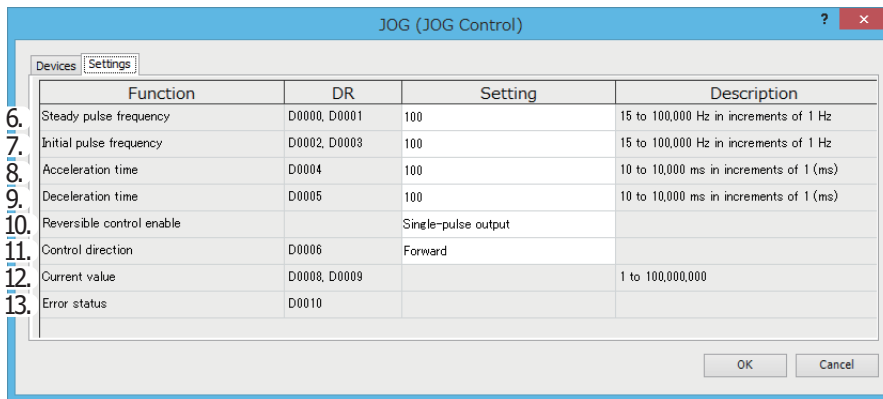 JOG (JOG Control)
? ×
Devices Settings
Function DR Setting Description
6. Steady pulse frequency D0000, D0001 100 15 to 100,000 Hz in increments of 1 Hz
7. Initial pulse frequency D0002, D0003 100 15 to 100,000 Hz in increments of 1 Hz
8. Acceleration time D0004 100 10 to 10,000 ms in increments of 1 (ms)
9. Deceleration time D0005 100 10 to 10,000 ms in increments of 1 (ms)
10. Reversible control enable Single-pulse output
11. Control direction D0006 Forward
12. Current value D0008, D0009 1 to 100,000,000
13. Error status D0010
OK Cancel